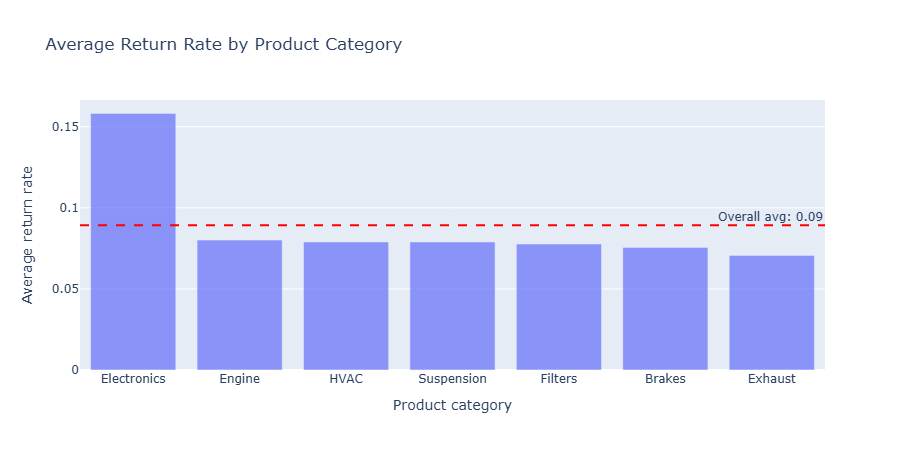 Average Return Rate by Product Category
Average return rate
0.15
0.1
0.05
0
Overall avg: 0.09
Electronics Engine HVAC Suspension Filters Brakes Exhaust
Product category